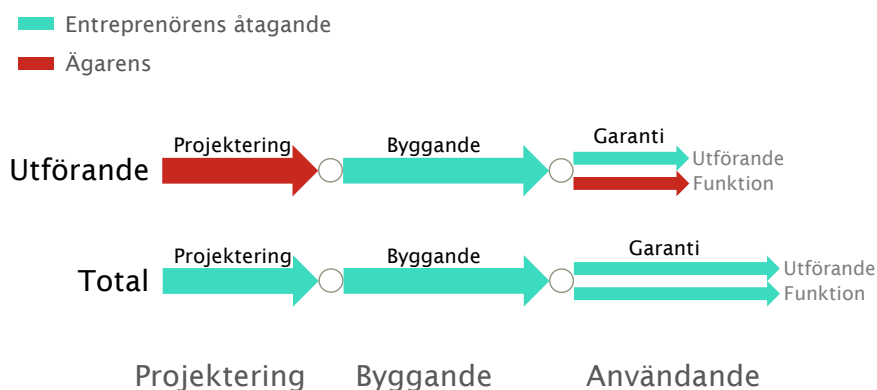 Entreprenörens åtagande
Ägarens
Projektering Byggande Garanti
Utförande Utförande
Funktion
Projektering Byggande Garanti
Total Utförande
Funktion
Projektering Byggande Användande